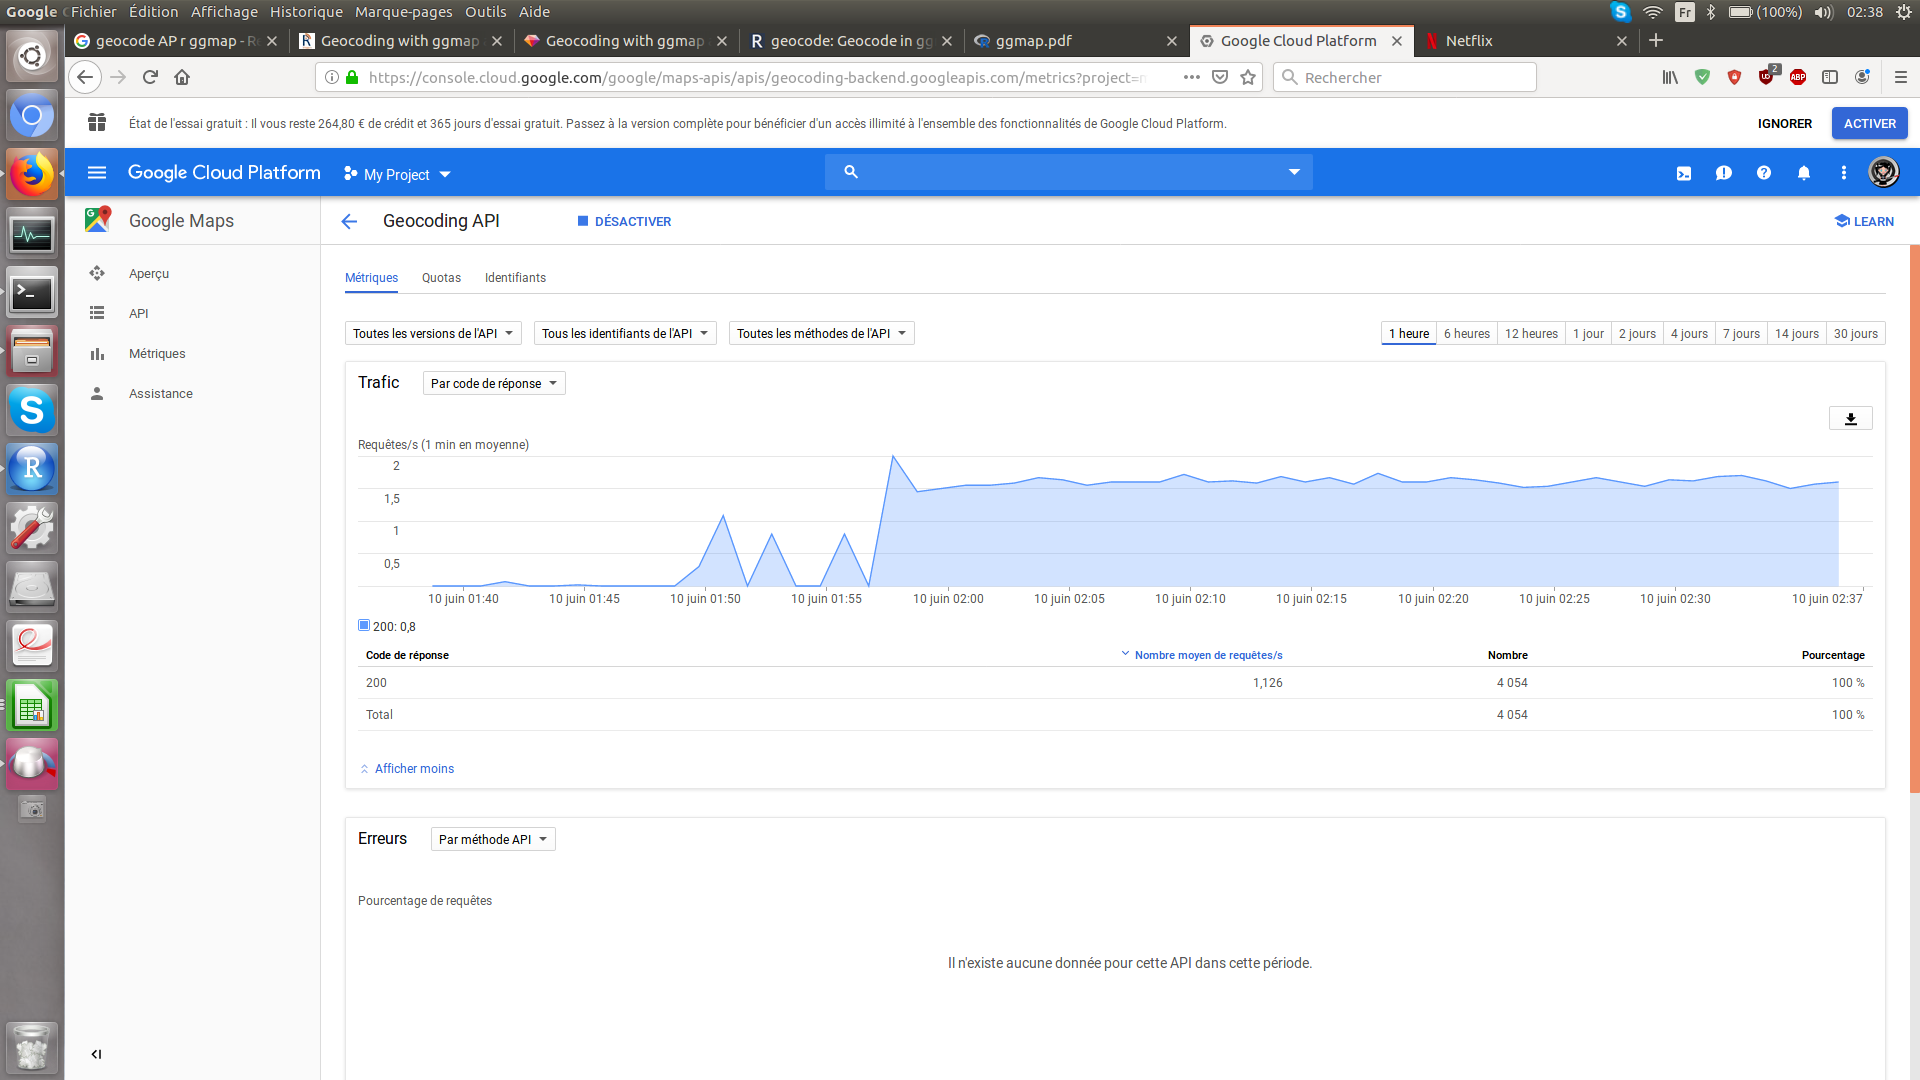 Google Fichier Édition Affichage Historique Marque-pages Outils Aide
Fr (100%) 02:38
geocode AP r ggmap - R
Geocoding with ggmap
Geocoding with ggmap
geocode: Geocode in gg
ggmap.pdf
Google Cloud Platform
Netflix
https://console.cloud.google.com/google/maps-apis/apis/geocoding-backend.googleapis.com/metrics?project=
Rechercher
2
ABP
État de l'essai gratuit : Il vous reste 264,80 € de crédit et 365 jours d'essai gratuit. Passez à la version complète pour bénéficier d'un accès illimité à l'ensemble des fonctionnalités de Google Cloud Platform.
IGNORER
ACTIVER
Google Cloud Platform
My Project
Google Maps
Geocoding API
DÉSACTIVER
LEARN
Aperçu
API
Métriques
Assistance
Métriques
Quotas
Identifiants
Toutes les versions de l'API
Tous les identifiants de l'API
Toutes les méthodes de l'API
1 heure 6 heures 12 heures 1 jour 2 jours 4 jours 7 jours 14 jours 30 jours
Trafic
Par code de réponse
Requêtes/s (1 min en moyenne)
2
1,5
1
0,5
10 juin 01:40 10 juin 01:45 10 juin 01:50 10 juin 01:55 10 juin 02:00 10 juin 02:05 10 juin 02:10 10 juin 02:15 10 juin 02:20 10 juin 02:25 10 juin 02:30 10 juin 02:37
200: 0,8
Code de réponse Nombre moyen de requêtes/s Nombre Pourcentage
200 1,126 4 054 100 %
Total 4 054 100 %
Afficher moins
Erreurs
Par méthode API
Pourcentage de requêtes
Il n'existe aucune donnée pour cette API dans cette période.